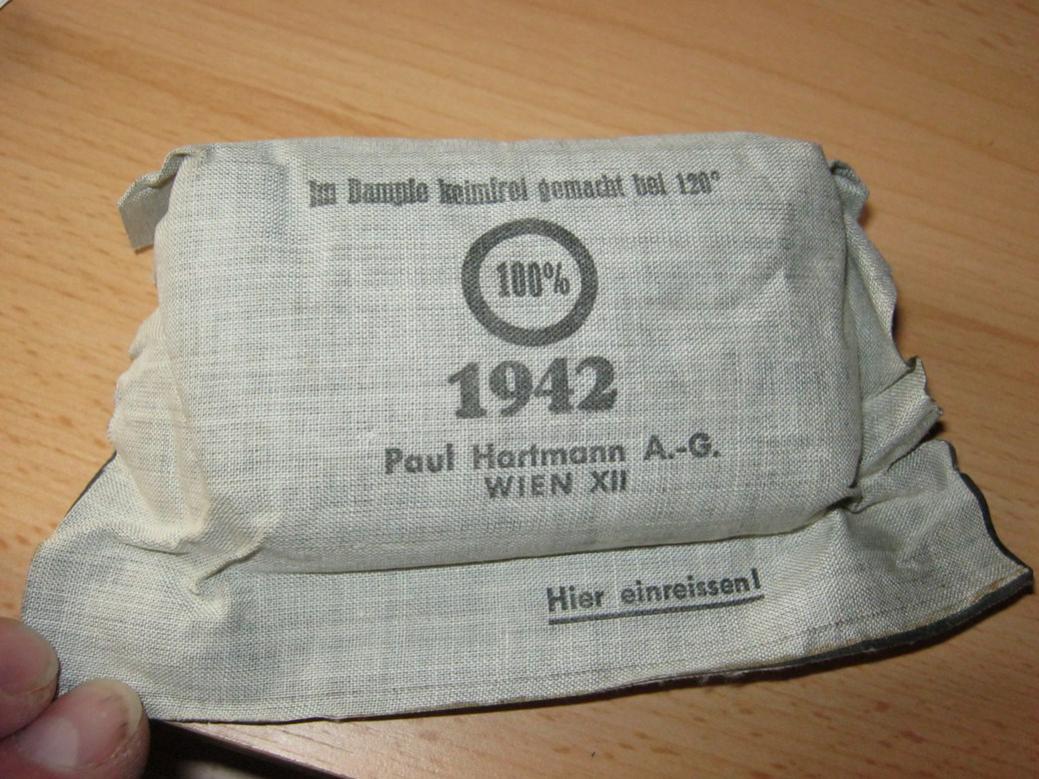 Im Dampfe keimfrei gemacht bei 120°
100%
1942
Paul Hartmann A.-G.
WIEN XII
Hier einreissen!